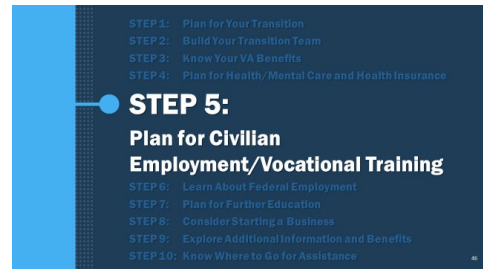 STEP 1: Plan for Your Transition
STEP 2: Build Your Transition Team
STEP 3: Know Your VA Benefits
STEP 4: Plan for Health/Mental Care and Health Insurance
STEP 5:
Plan for Civilian
Employment/Vocational Training
STEP 6: Learn About Federal Employment
STEP 7: Plan for Further Education
STEP 8: Consider Starting a Business
STEP 9: Explore Additional Information and Benefits
STEP 10: Know Where to Go for Assistance